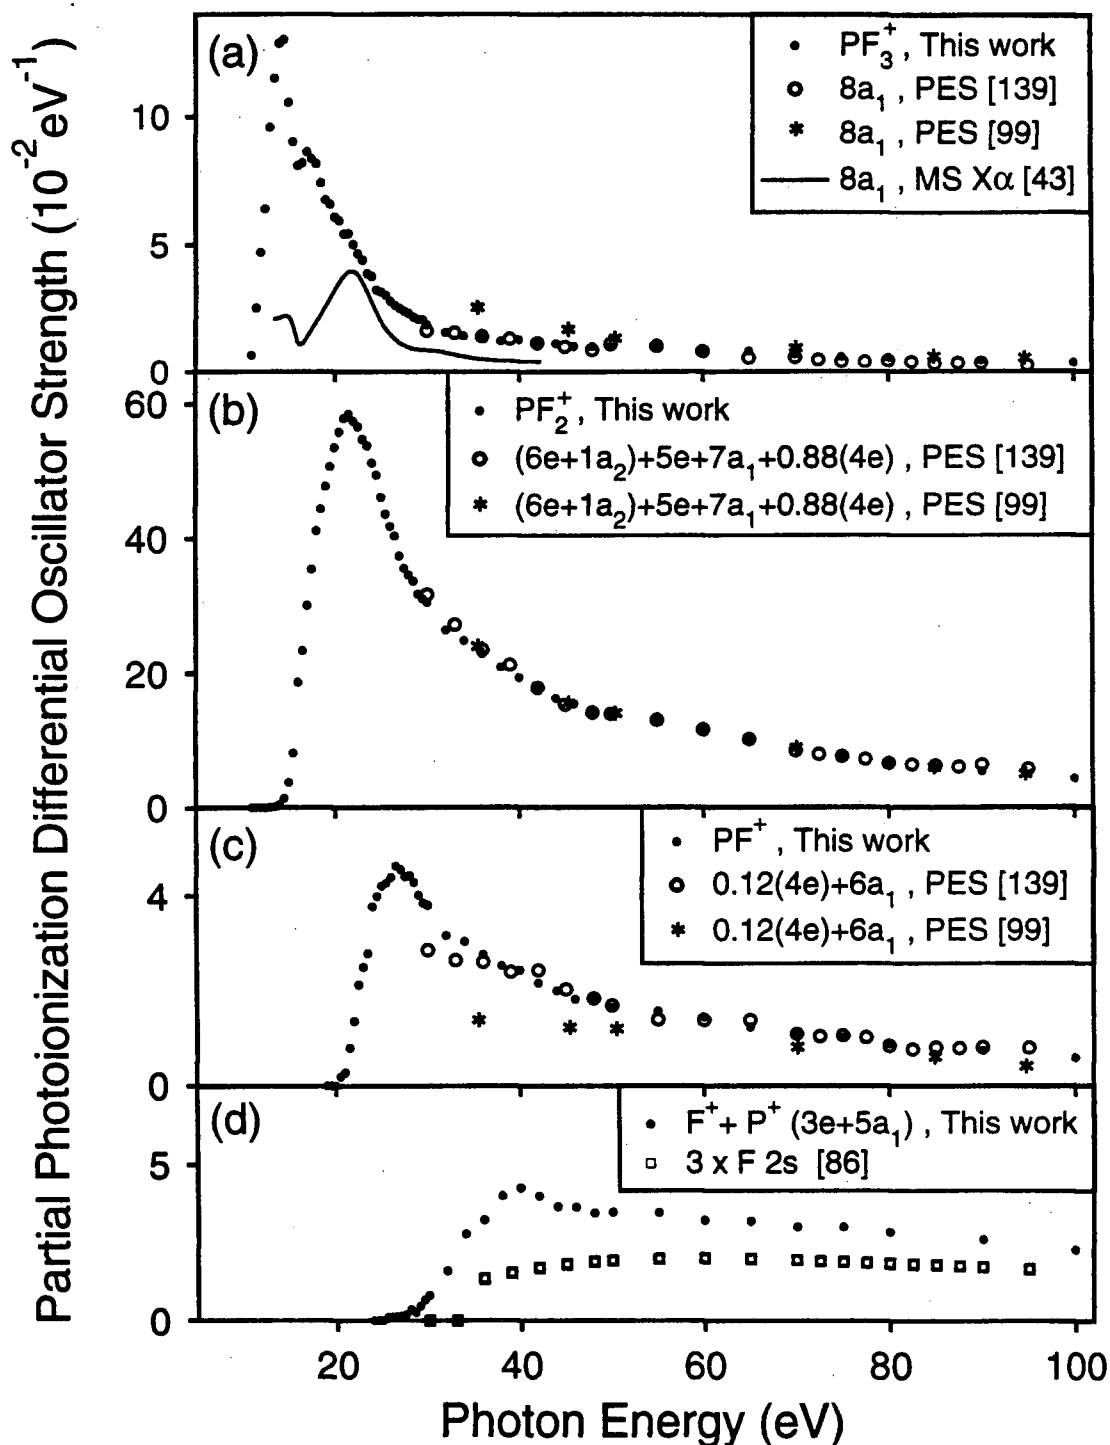 Partial Photoionization Differential Oscillator Strength (10⁻² eV⁻¹)
(a)
PF₃⁺ , This work
8a₁ , PES [139]
8a₁ , PES [99]
8a₁ , MS Xα [43]
10
5
0
(b)
PF₂⁺ , This work
(6e+1a₂)+5e+7a₁+0.88(4e) , PES [139]
(6e+1a₂)+5e+7a₁+0.88(4e) , PES [99]
60
40
20
0
(c)
PF⁺ , This work
0.12(4e)+6a₁ , PES [139]
0.12(4e)+6a₁ , PES [99]
4
0
(d)
F⁺+ P⁺ (3e+5a₁) , This work
3 x F 2s [86]
5
0
20 40 60 80 100
Photon Energy (eV)